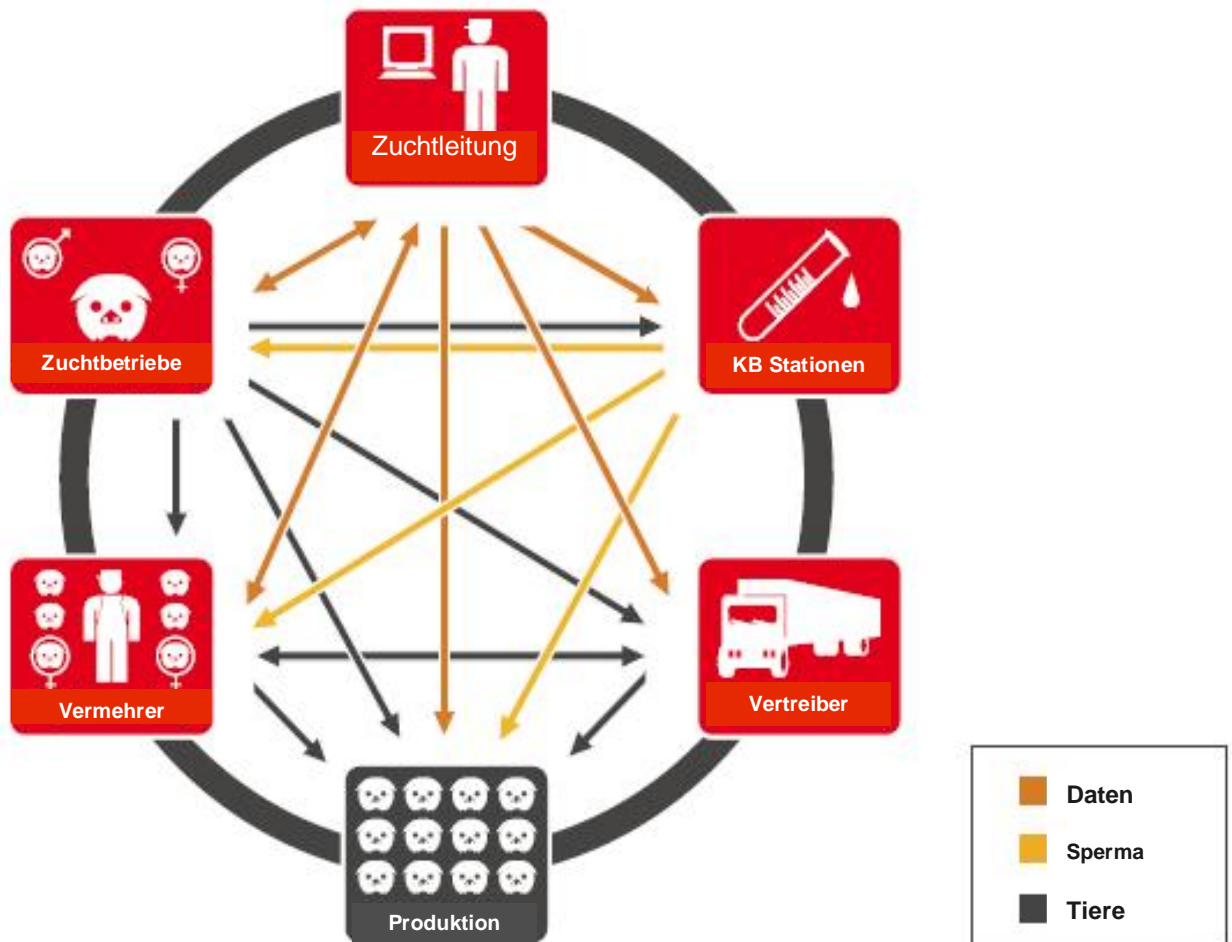 Zuchtleitung
Zuchtbetriebe
KB Stationen
Vermehrer
Vertreiber
Produktion
Daten
Sperma
Tiere